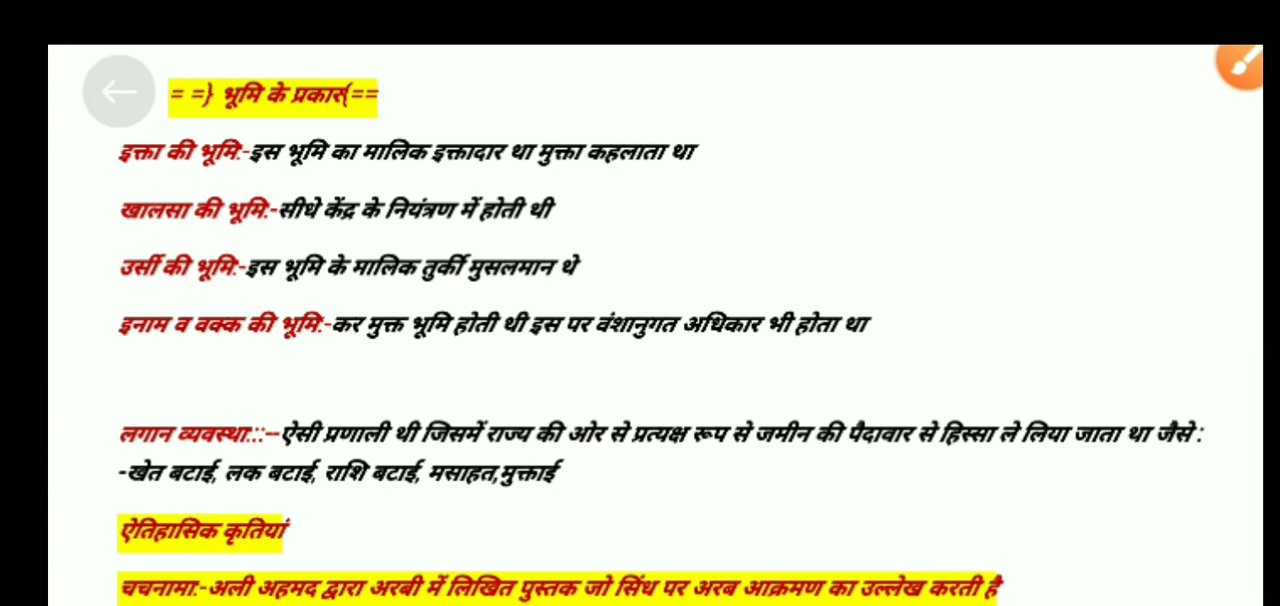 = =} भूमि के प्रकार{==
इक्ता की भूमि:-इस भूमि का मालिक इक्तादार था मुक्ता कहलाता था
खालसा की भूमि:-सीधे केंद्र के नियंत्रण में होती थी
उर्सी की भूमि:-इस भूमि के मालिक तुर्की मुसलमान थे
इनाम व वक्क की भूमि:-कर मुक्त भूमि होती थी इस पर वंशानुगत अधिकार भी होता था
लगान व्यवस्था:::--ऐसी प्रणाली थी जिसमें राज्य की ओर से प्रत्यक्ष रूप से जमीन की पैदावार से हिस्सा ले लिया जाता था जैसे :
-खेत बटाई, लक बटाई, राशि बटाई, मसाहत,मुक्ताई
ऐतिहासिक कृतियां
चचनामा:-अली अहमद द्वारा अरबी में लिखित पुस्तक जो सिंध पर अरब आक्रमण का उल्लेख करती है